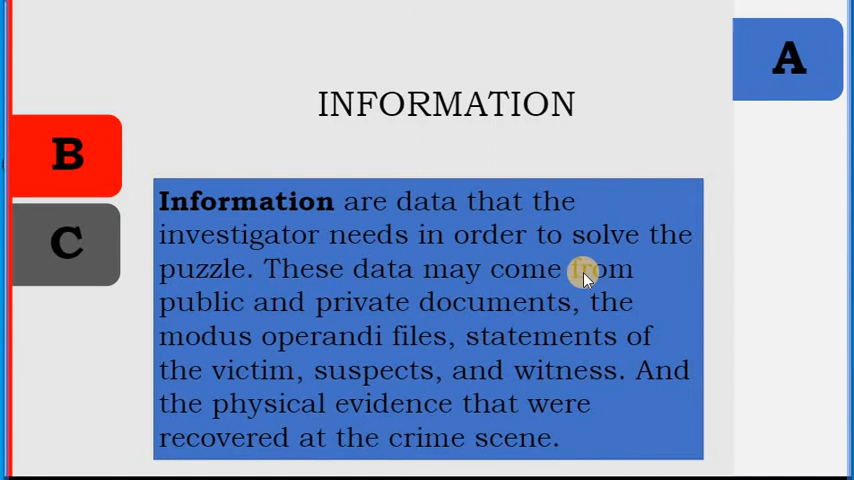 A
INFORMATION
B
C
Information are data that the
investigator needs in order to solve the
puzzle. These data may come from
public and private documents, the
modus operandi files, statements of
the victim, suspects, and witness. And
the physical evidence that were
recovered at the crime scene.